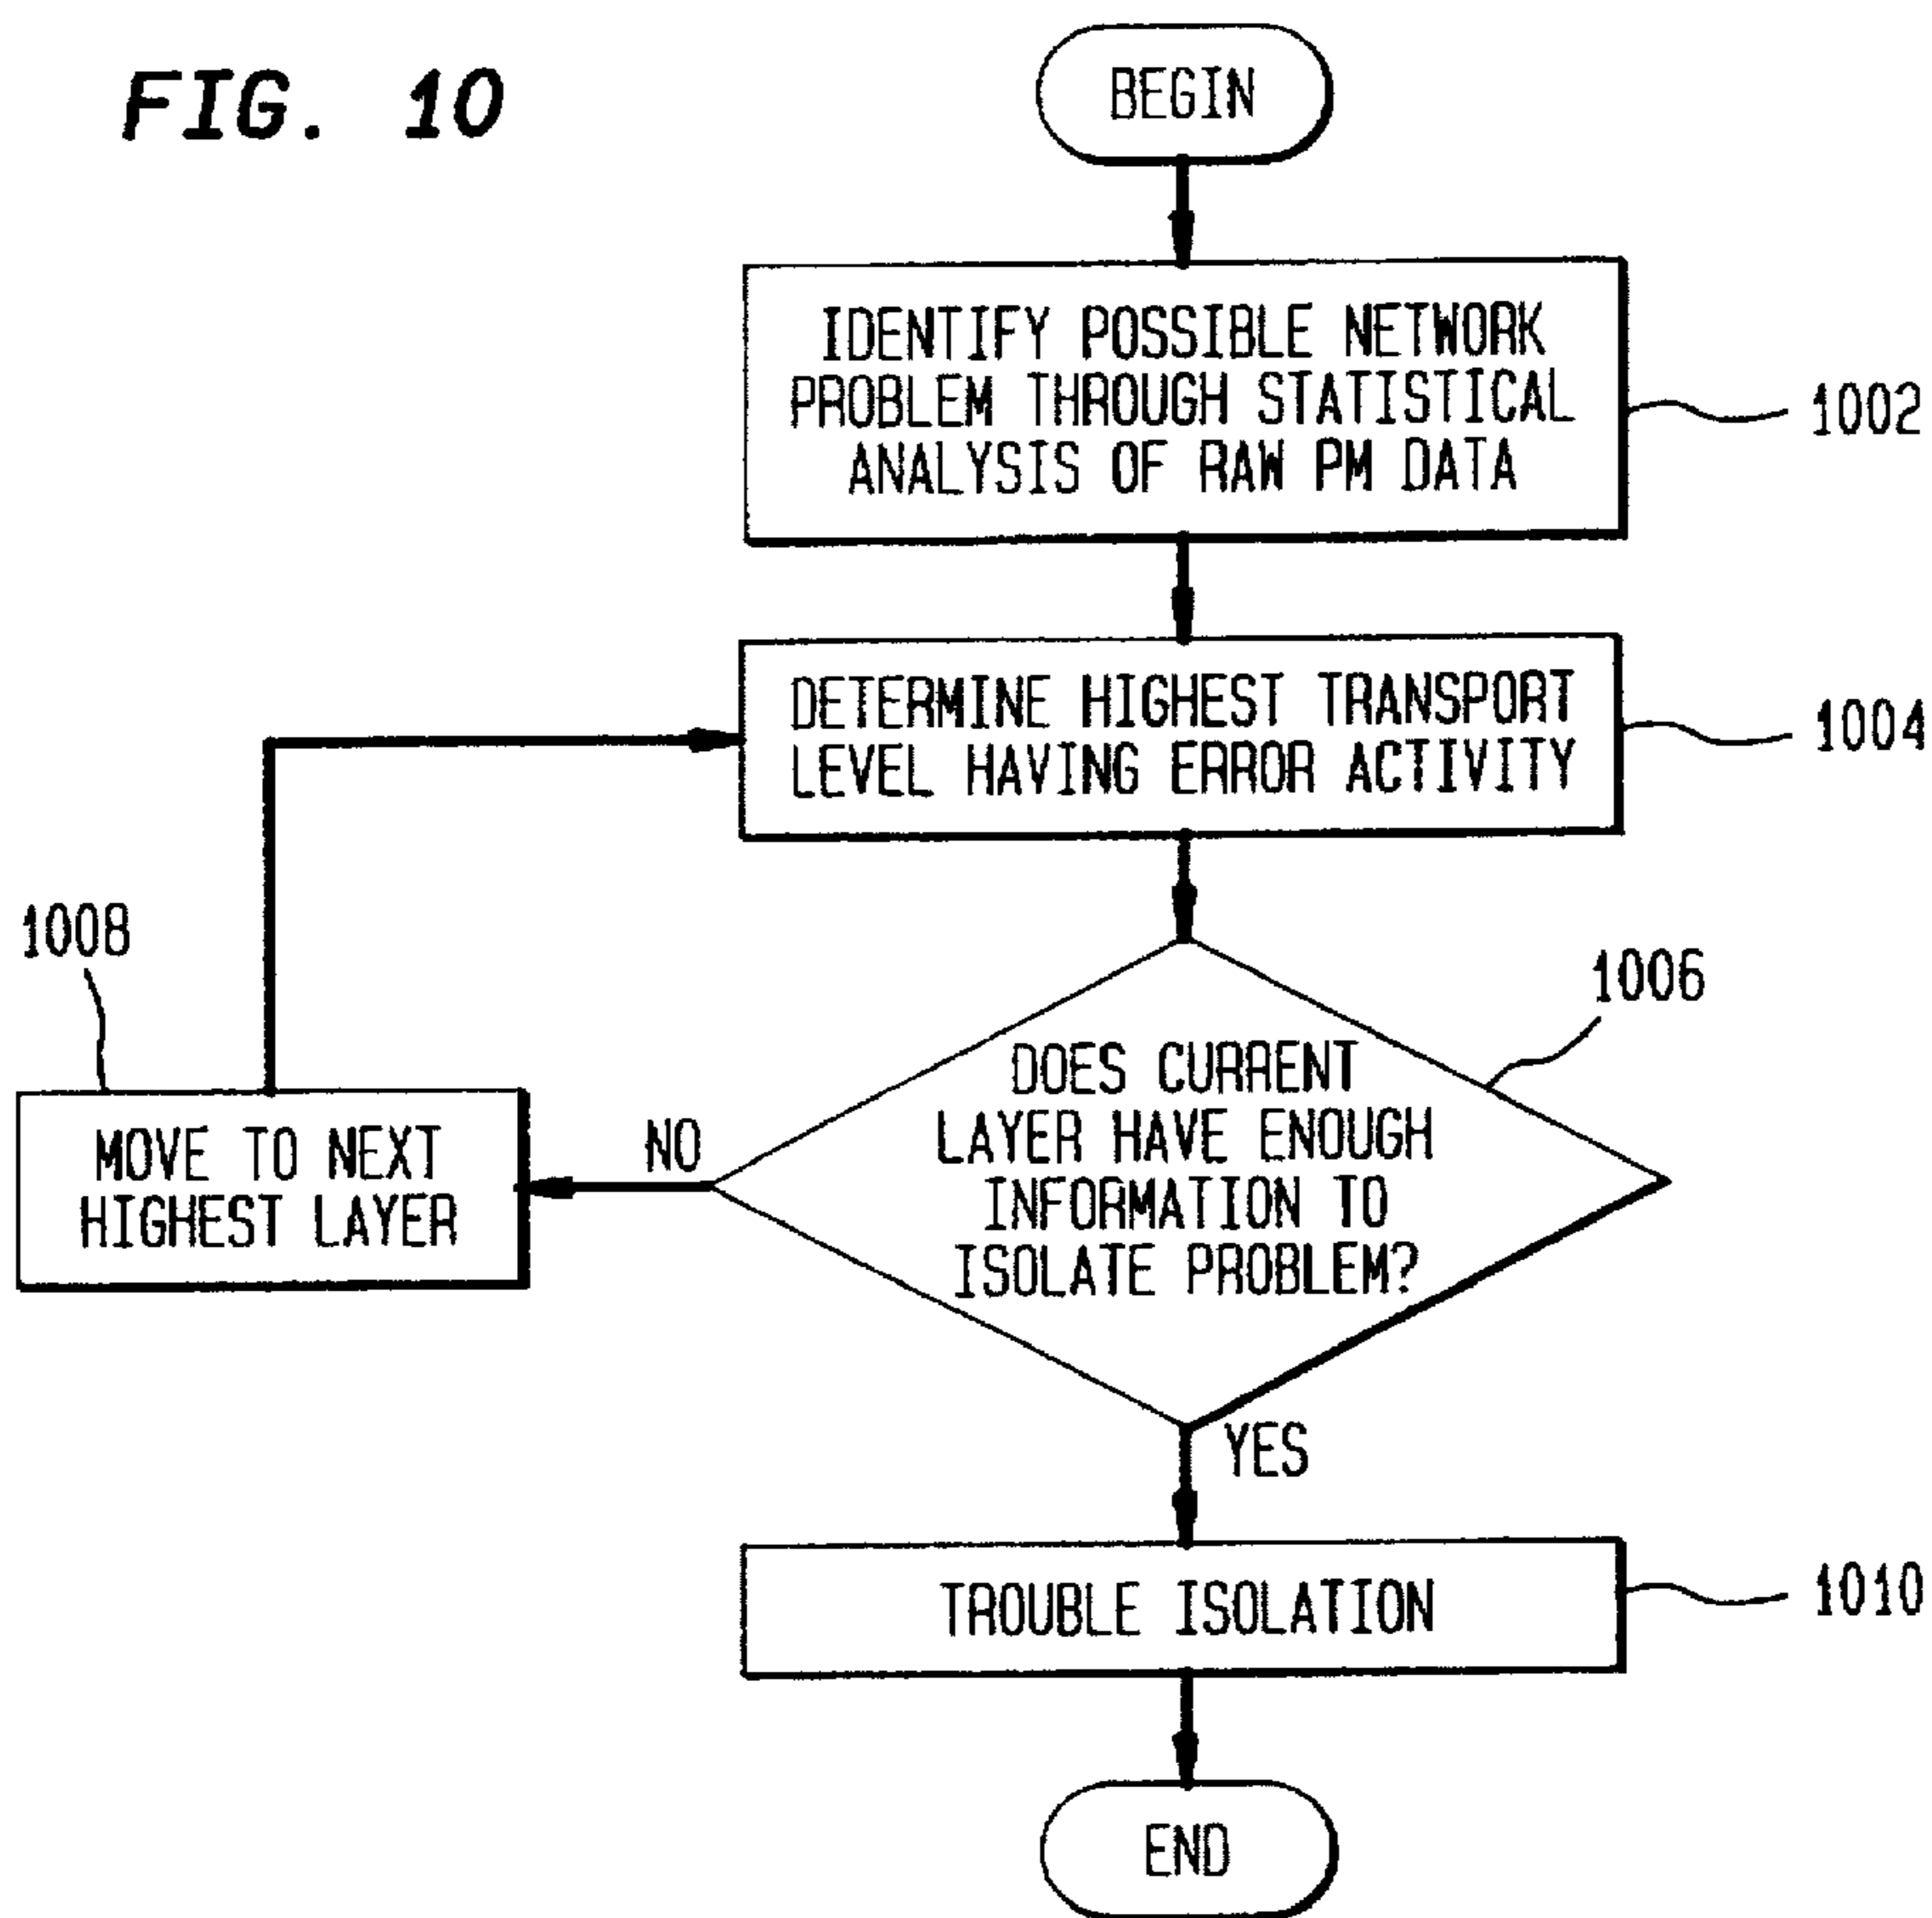 FIG. 10
BEGIN
IDENTIFY POSSIBLE NETWORK
PROBLEM THROUGH STATISTICAL
ANALYSIS OF RAW PM DATA
1002
DETERMINE HIGHEST TRANSPORT
LEVEL HAVING ERROR ACTIVITY
1004
1008
MOVE TO NEXT
HIGHEST LAYER
NO
1006
DOES CURRENT
LAYER HAVE ENOUGH
INFORMATION TO
ISOLATE PROBLEM?
YES
TROUBLE ISOLATION
1010
END